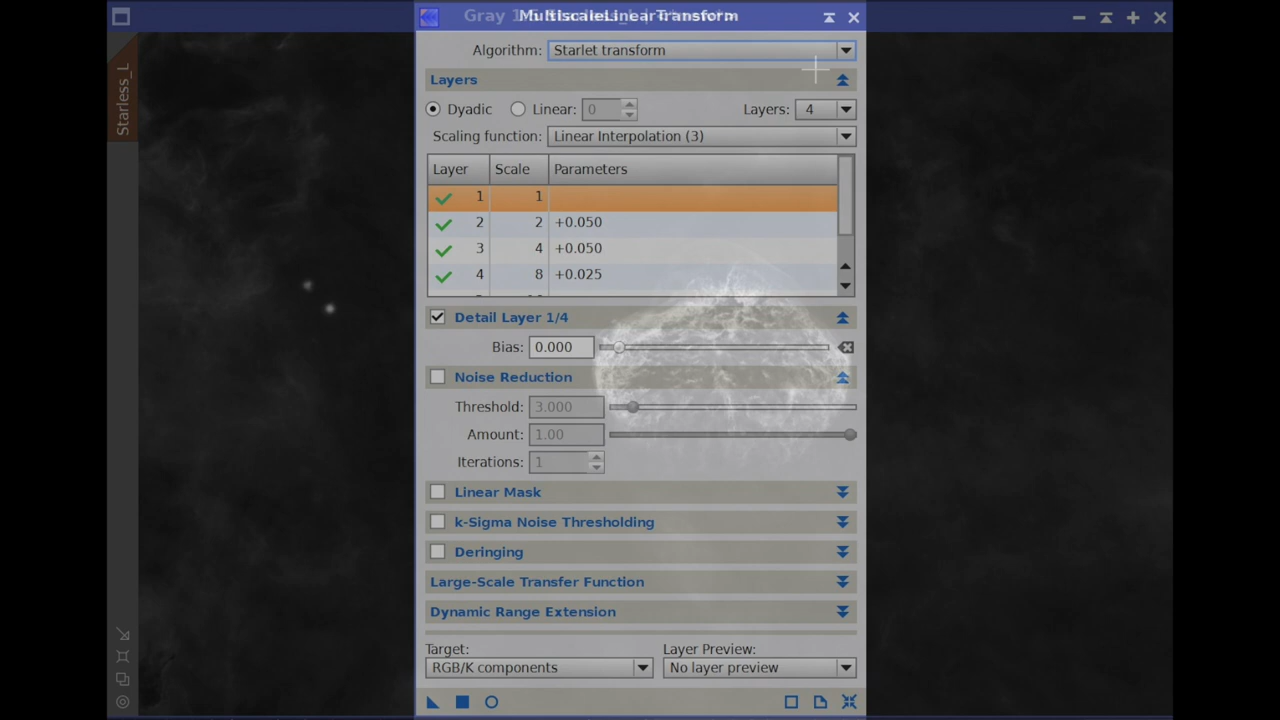 MultiscaleLinearTransform
Starless_L
Algorithm: Starlet transform
Layers
Dyadic Linear: 0 Layers: 4
Scaling function: Linear Interpolation (3)
Layer Scale Parameters
1 1
2 2 +0.050
3 4 +0.050
4 8 +0.025
Detail Layer 1/4
Bias: 0.000
Noise Reduction
Threshold: 3.000
Amount: 1.00
Iterations: 1
Linear Mask
k-Sigma Noise Thresholding
Deringing
Large-Scale Transfer Function
Dynamic Range Extension
Target: Layer Preview:
RGB/K components No layer preview